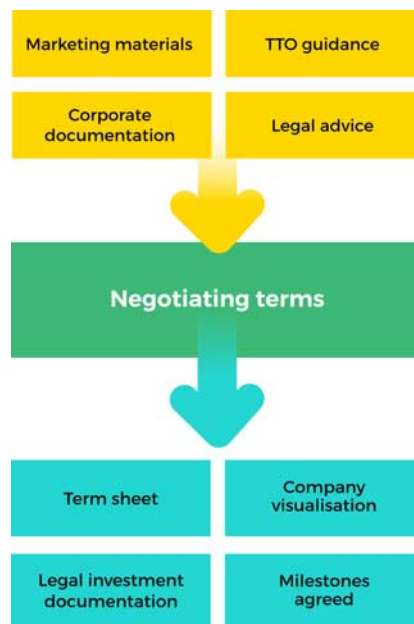 Marketing materials
TTO guidance
Corporate
documentation
Legal advice
Negotiating terms
Term sheet
Company
visualisation
Legal investment
documentation
Milestones
agreed